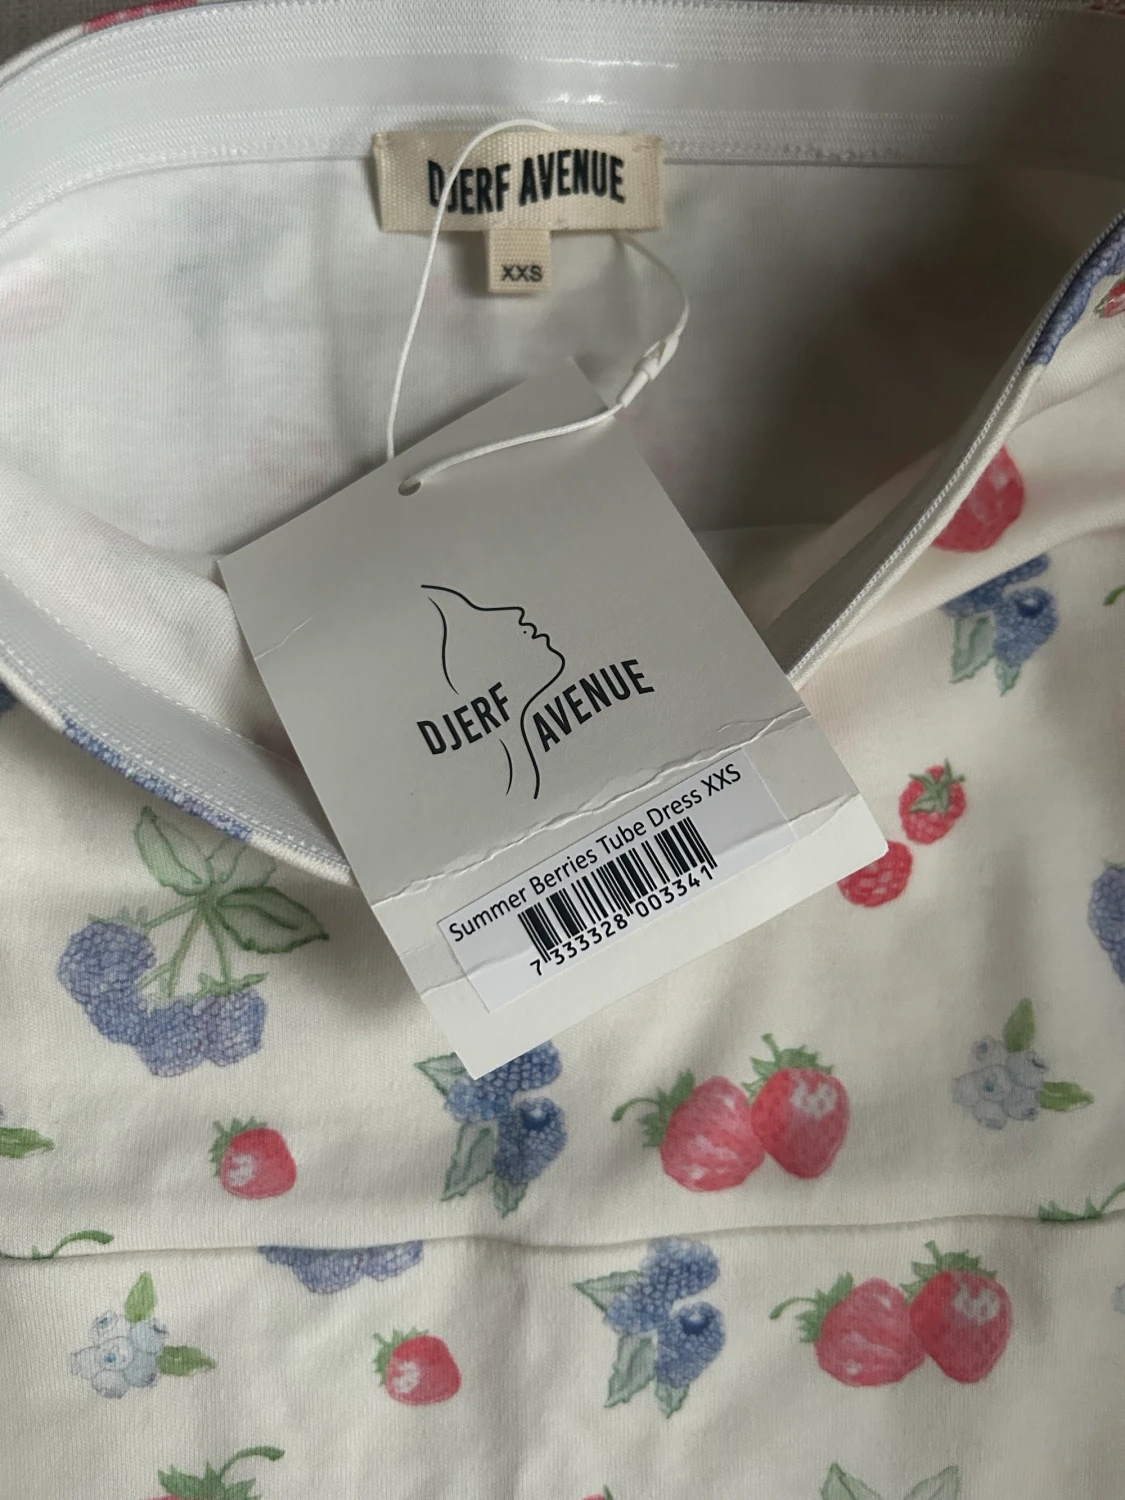 DJERF AVENUE
XXS
DJERF AVENUE
Summer Berries Tube Dress XXS
7 333328 003341